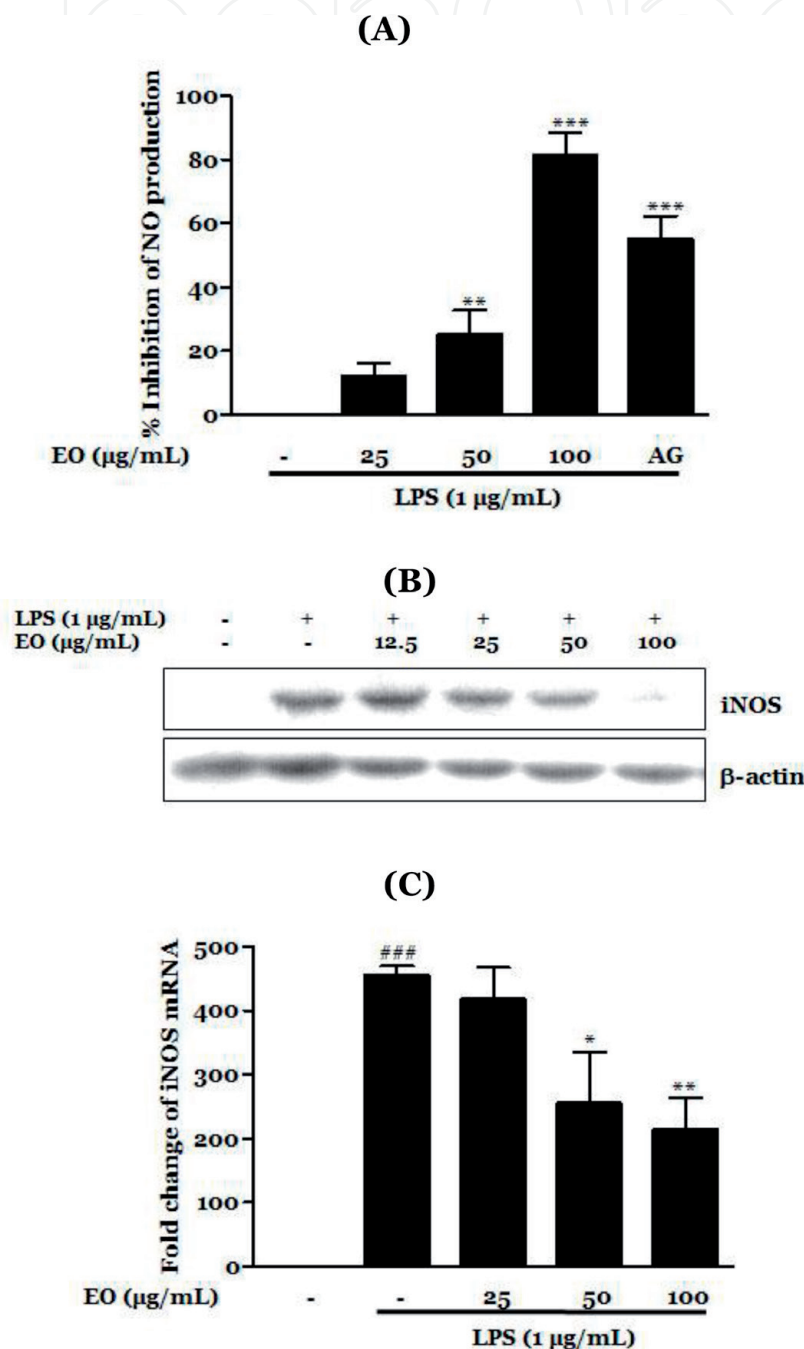 (A)
% Inhibition of NO production
100
80
60
40
20
0
***
***
**
EO (µg/mL) - 25 50 100 AG
LPS (1 µg/mL)
(B)
LPS (1 µg/mL) - + + + + +
EO (µg/mL) - - 12.5 25 50 100
iNOS
β-actin
(C)
Fold change of iNOS mRNA
500
400
300
200
100
0
###
*
**
EO (µg/mL) - - 25 50 100
LPS (1 µg/mL)